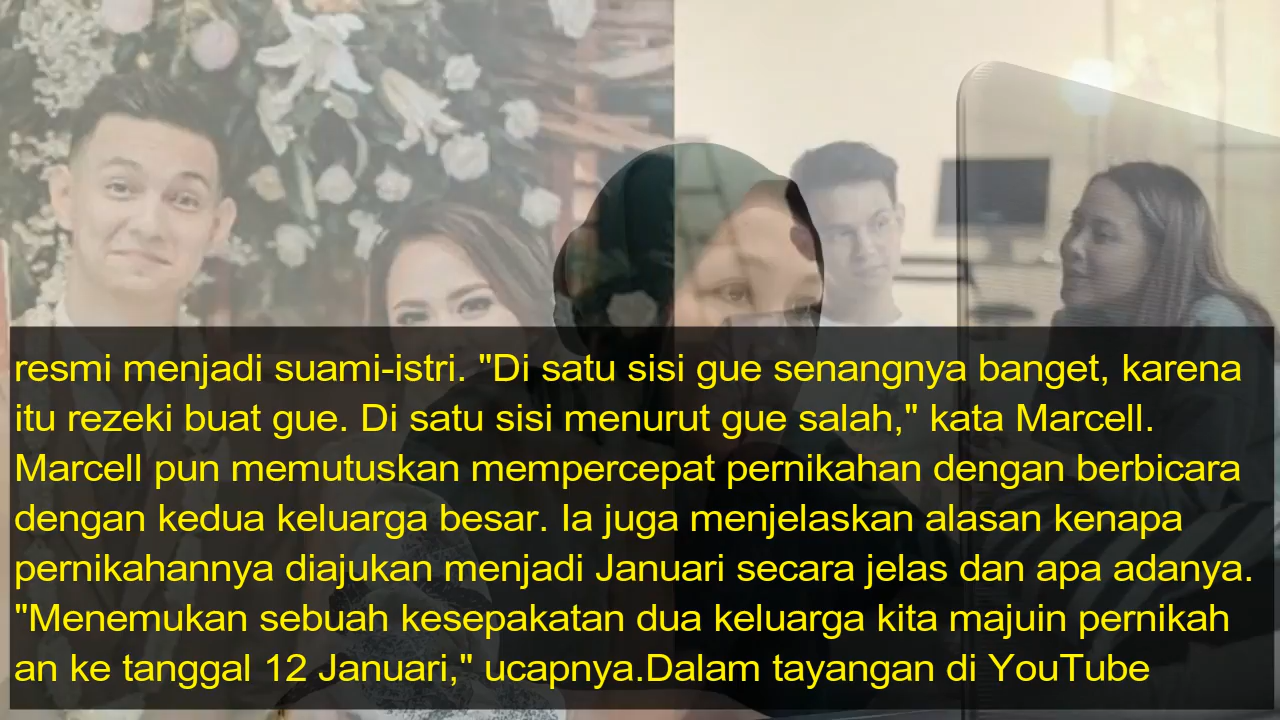 resmi menjadi suami-istri. "Di satu sisi gue senangnya banget, karena
itu rezeki buat gue. Di satu sisi menurut gue salah," kata Marcell.
Marcell pun memutuskan mempercepat pernikahan dengan berbicara
dengan kedua keluarga besar. Ia juga menjelaskan alasan kenapa
pernikahannya diajukan menjadi Januari secara jelas dan apa adanya.
"Menemukan sebuah kesepakatan dua keluarga kita majuin pernikah
an ke tanggal 12 Januari," ucapnya.Dalam tayangan di YouTube